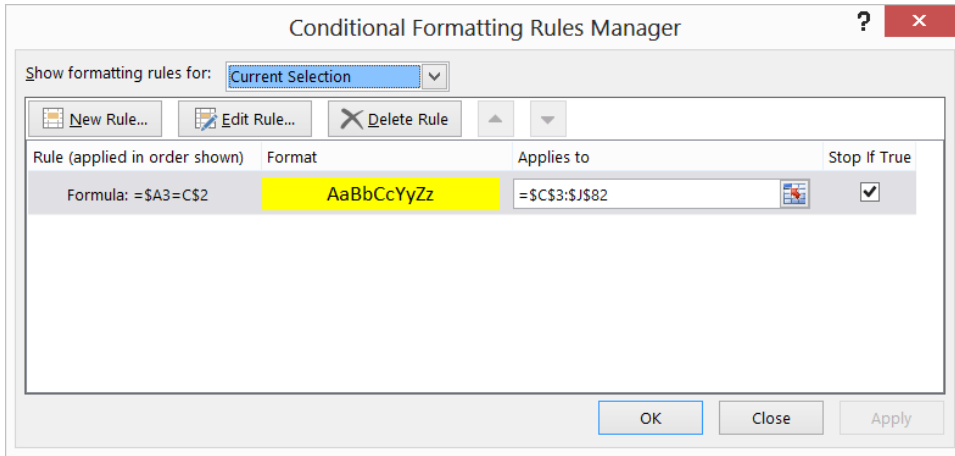 Conditional Formatting Rules Manager ? ×
Show formatting rules for: Current Selection
New Rule... Edit Rule... Delete Rule
Rule (applied in order shown) Format Applies to Stop If True
Formula: =$A3=C$2 AaBbCcYyZz =$C$3:$J$82
OK Close Apply